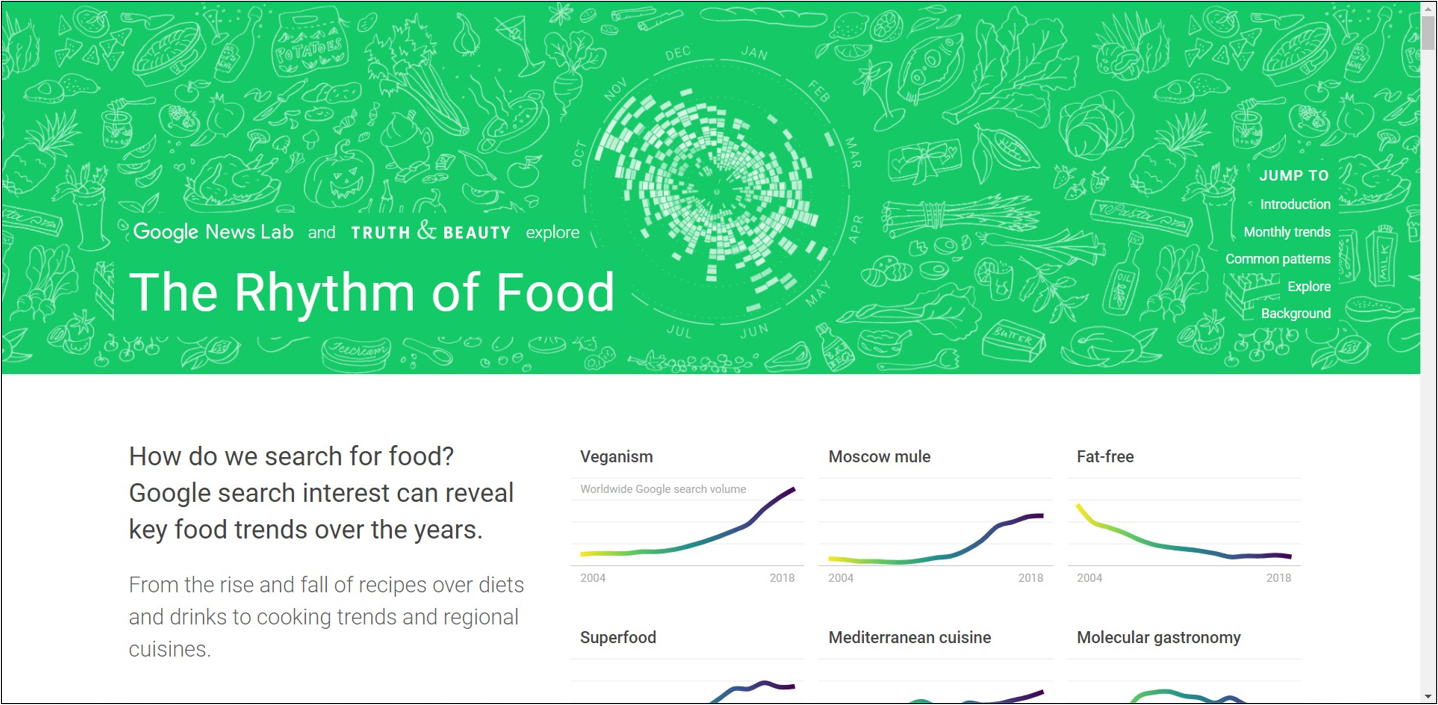 POTATOES
DEC
JAN
NOV
FEB
OCT
MAR
APR
MAY
JUL
JUN
JUMP TO
Introduction
Monthly trends
Common patterns
Explore
Background
Google News Lab and TRUTH & BEAUTY explore
The Rhythm of Food
OIL
MILK
BUTTER
Icecream
How do we search for food?
Google search interest can reveal
key food trends over the years.
From the rise and fall of recipes over diets
and drinks to cooking trends and regional
cuisines.
Veganism
Worldwide Google search volume
2004 2018
Moscow mule
2004 2018
Fat-free
2004 2018
Superfood
Mediterranean cuisine
Molecular gastronomy